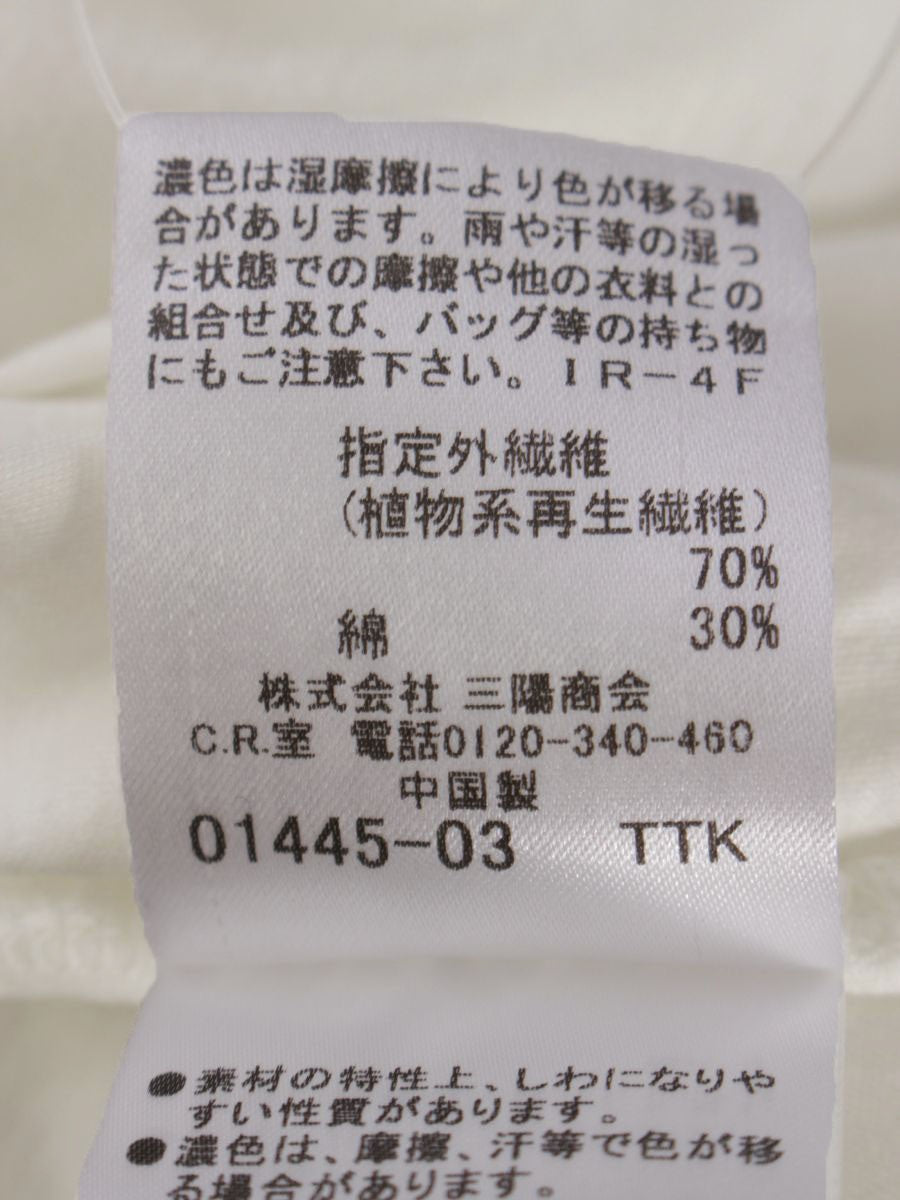 濃色は湿摩擦により色が移る場
合があります。雨や汗等の湿っ
た状態での摩擦や他の衣料との
組合せ及び、バッグ等の持ち物
にもご注意下さい。IR-4F
指定外繊維
(植物系再生繊維)
70%
綿 30%
株式会社 三陽商会
C.R.室 電話0120-340-460
中国製
01445-03 TTK
●素材の特性上、しわになりや
すい性質があります。
●濃色は、摩擦、汗等で色が移
る場合があります。